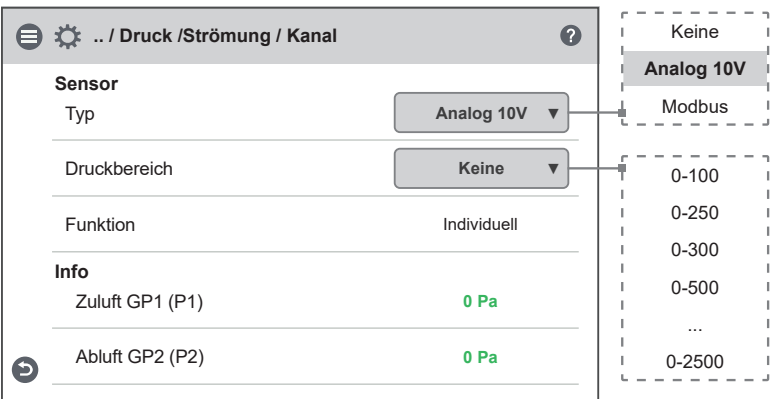 .. / Druck /Strömung / Kanal
?
Sensor
Typ
Analog 10V ▼
Druckbereich
Keine ▼
Funktion
Individuell
Info
Zuluft GP1 (P1)
0 Pa
Abluft GP2 (P2)
0 Pa
Keine
Analog 10V
Modbus
0-100
0-250
0-300
0-500
...
0-2500